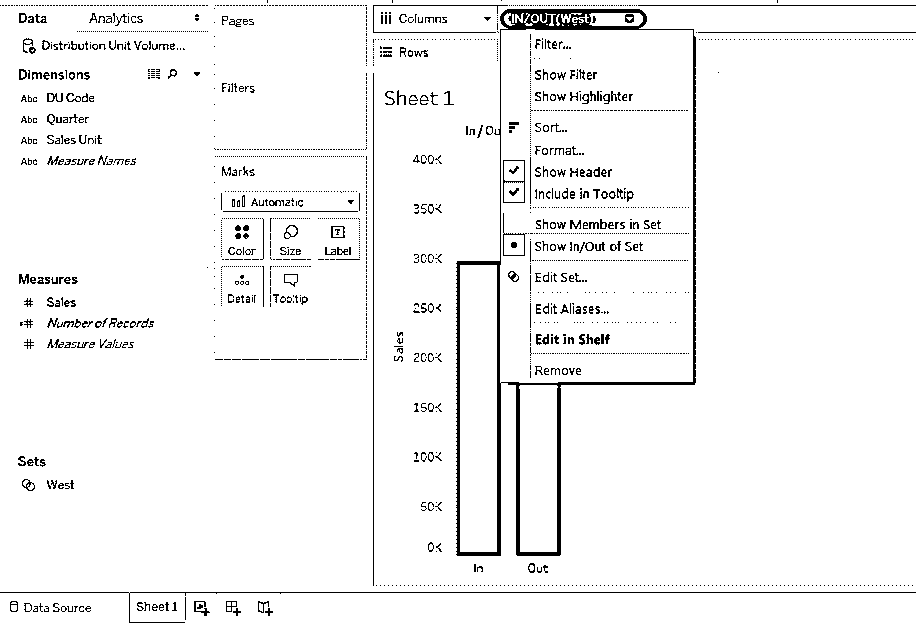 Data
Analytics
Distribution Unit Volume...
Dimensions
Abc DU Code
Abc Quarter
Abc Sales Unit
Abc Measure Names
Measures
# Sales
# Number of Records
# Measure Values
Sets
West
Pages
Filters
Marks
Automatic
Color
Size
Label
Detail
Tooltip
Columns
IN/OUT(West)
Rows
Sheet 1
In/Ou
400K
350K
300K
250K
200K
150K
100K
50K
0K
Sales
In
Out
Filter...
Show Filter
Show Highlighter
Sort...
Format...
Show Header
Include in Tooltip
Show Members in Set
Show In/Out of Set
Edit Set...
Edit Aliases...
Edit in Shelf
Remove
Data Source
Sheet 1